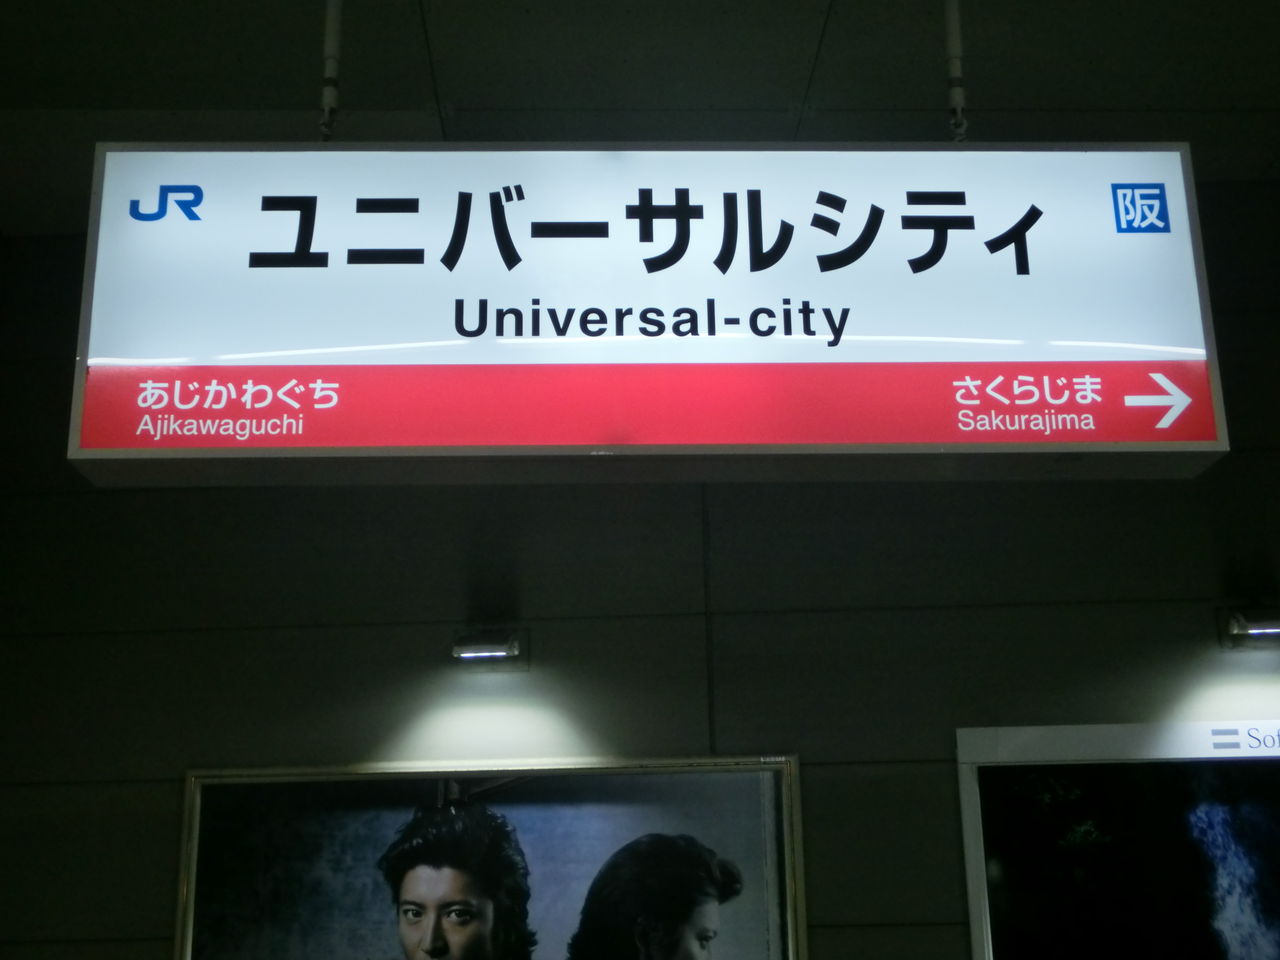 JR
ユニバーサルシティ
阪
Universal-city
あじかわぐち
Ajikawaguchi
さくらじま →
Sakurajima